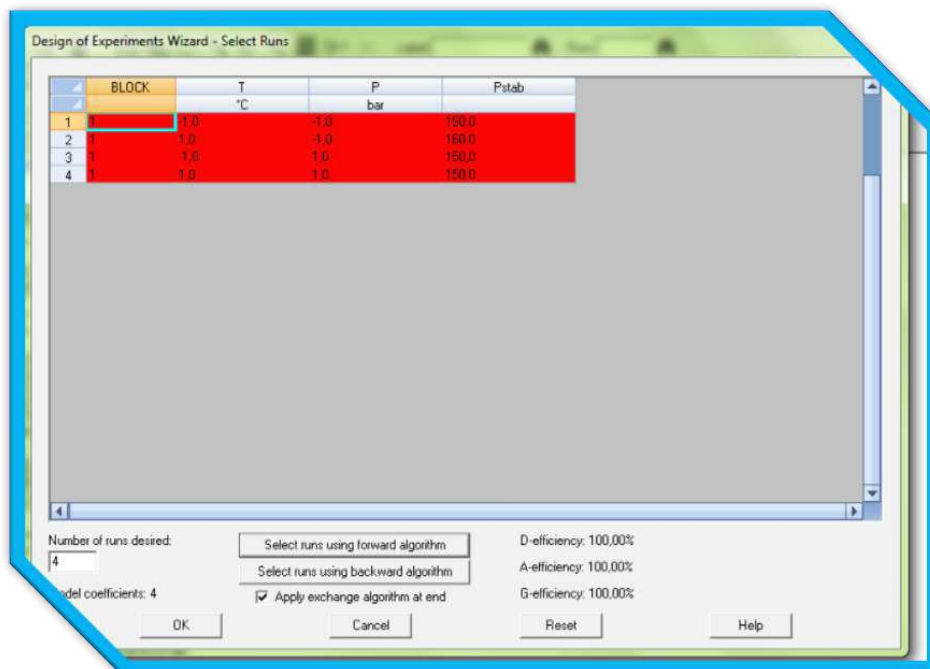 Design of Experiments Wizard - Select Runs
BLOCK T P Pstab
°C bar
1 1 -1,0 -1,0 150,0
2 1 1,0 -1,0 160,0
3 1 -1,0 1,0 150,0
4 1 1,0 1,0 150,0
Number of runs desired:
4
Model coefficients: 4
Select runs using forward algorithm
Select runs using backward algorithm
Apply exchange algorithm at end
D-efficiency: 100,00%
A-efficiency: 100,00%
G-efficiency: 100,00%
OK Cancel Reset Help